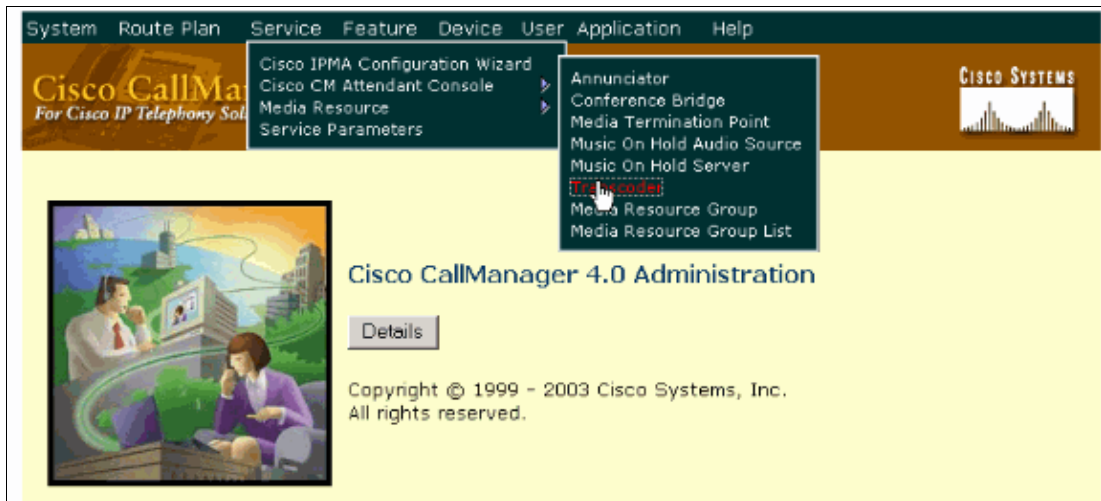 System Route Plan Service Feature Device User Application Help
Cisco CallMa
For Cisco IP Telephony Sol
Cisco IPMA Configuration Wizard
Cisco CM Attendant Console
Media Resource
Service Parameters
Annunciator
Conference Bridge
Media Termination Point
Music On Hold Audio Source
Music On Hold Server
Transcoder
Media Resource Group
Media Resource Group List
CISCO SYSTEMS
Cisco CallManager 4.0 Administration
Details
Copyright © 1999 - 2003 Cisco Systems, Inc.
All rights reserved.